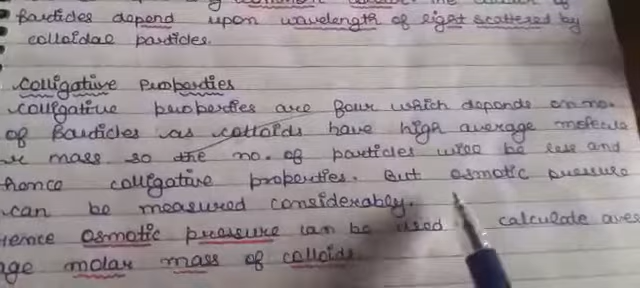 particles depend upon wavelength of light scattered by
colloidal particles.
Colligative Properties
Colligative properties are four which depends on no.
of Particles as colloids have high average molecula
r mass so the no. of particles will be less and
hence colligative properties. But osmotic pressure
can be measured considerably.
Hence osmotic pressure can be used calculate avera
ge molar mass of colloids